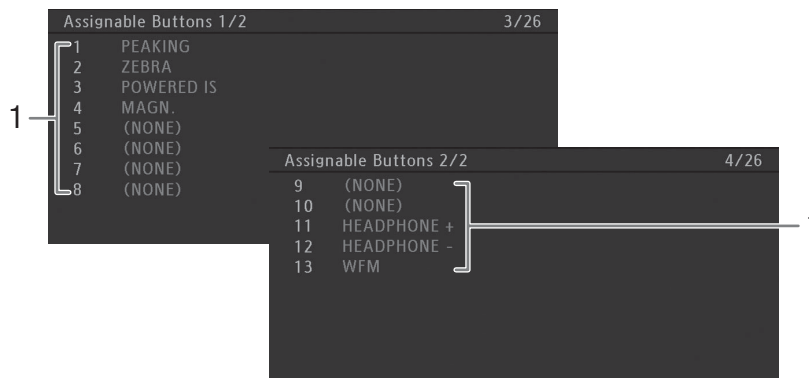 Assignable Buttons 1/2 3/26
1 PEAKING
2 ZEBRA
3 POWERED IS
4 MAGN.
5 (NONE)
6 (NONE)
7 (NONE)
8 (NONE)
1
Assignable Buttons 2/2 4/26
9 (NONE)
10 (NONE)
11 HEADPHONE +
12 HEADPHONE -
13 WFM